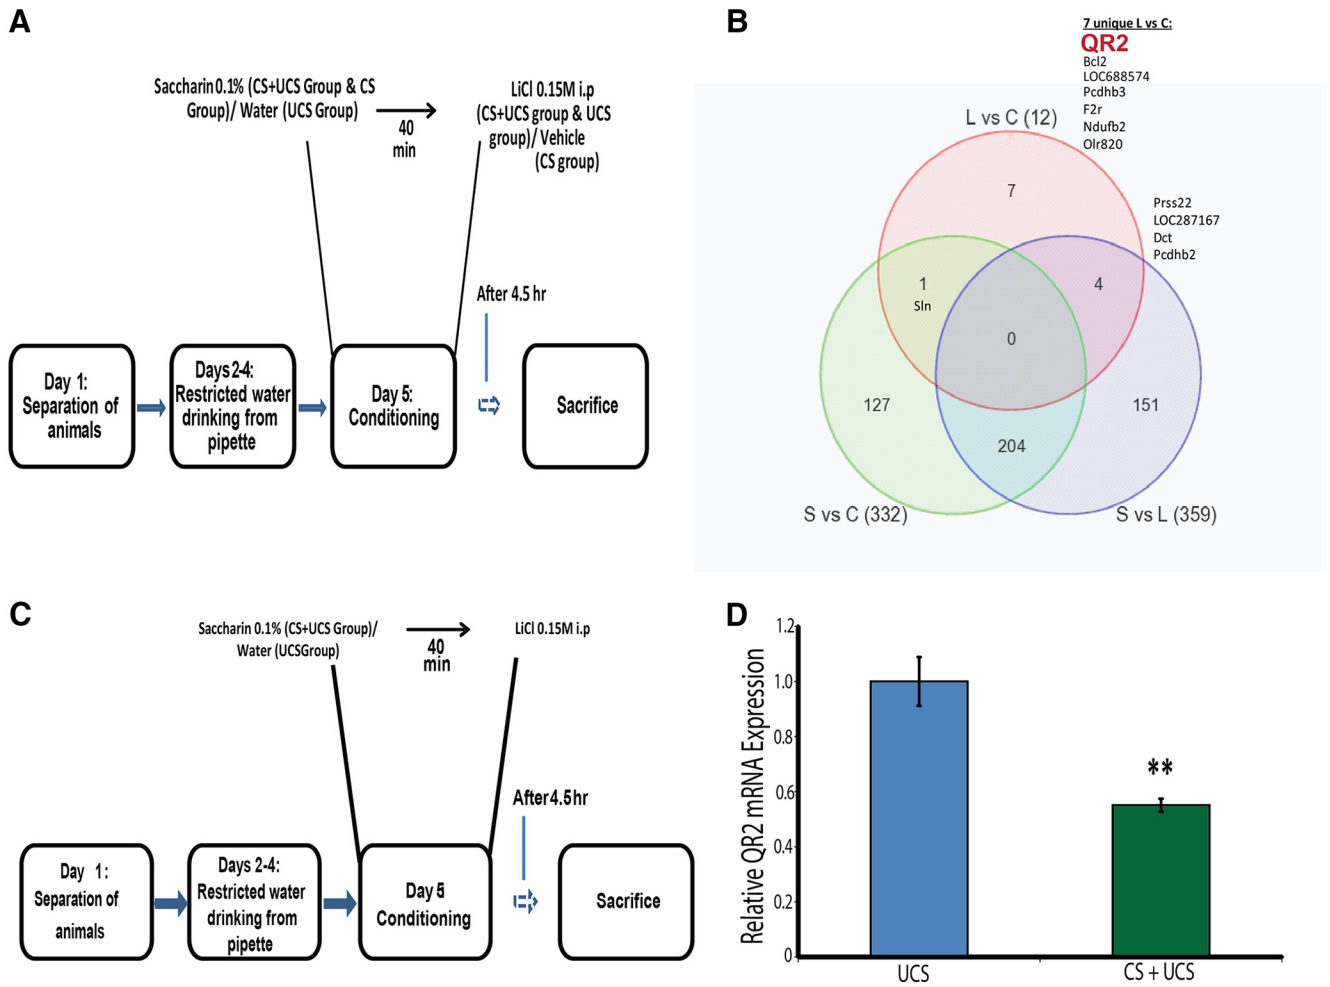 A
Saccharin 0.1% (CS+UCS Group & CS
Group)/ Water (UCS Group)
40
min
LiCl 0.15M i.p
(CS+UCS group & UCS
group)/ Vehicle
(CS group)
After 4.5 hr
Day 1:
Separation of
animals
Days 2-4:
Restricted water
drinking from
pipette
Day 5:
Conditioning
Sacrifice
B
7 unique L vs C:
QR2
Bcl2
LOC688574
Pcdhb3
F2r
Ndufb2
Olr820
L vs C (12)
7
Prss22
LOC287167
Dct
Pcdhb2
1
Sln
4
0
127
151
204
S vs C (332)
S vs L (359)
C
Saccharin 0.1% (CS+UCS Group)/
Water (UCSGroup)
40
min
LiCl 0.15M i.p
After 4.5hr
Day 1:
Separation of
animals
Days 2-4:
Restricted water
drinking from
pipette
Day 5
Conditioning
Sacrifice
D
Relative QR2 mRNA Expression
1.2
1.0
0.8
0.6
0.4
0.2
0
**
UCS
CS + UCS